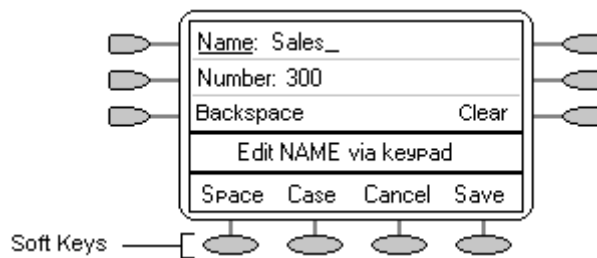 Name: Sales_
Number: 300
Backspace Clear
Edit NAME via keypad
Space Case Cancel Save
Soft Keys